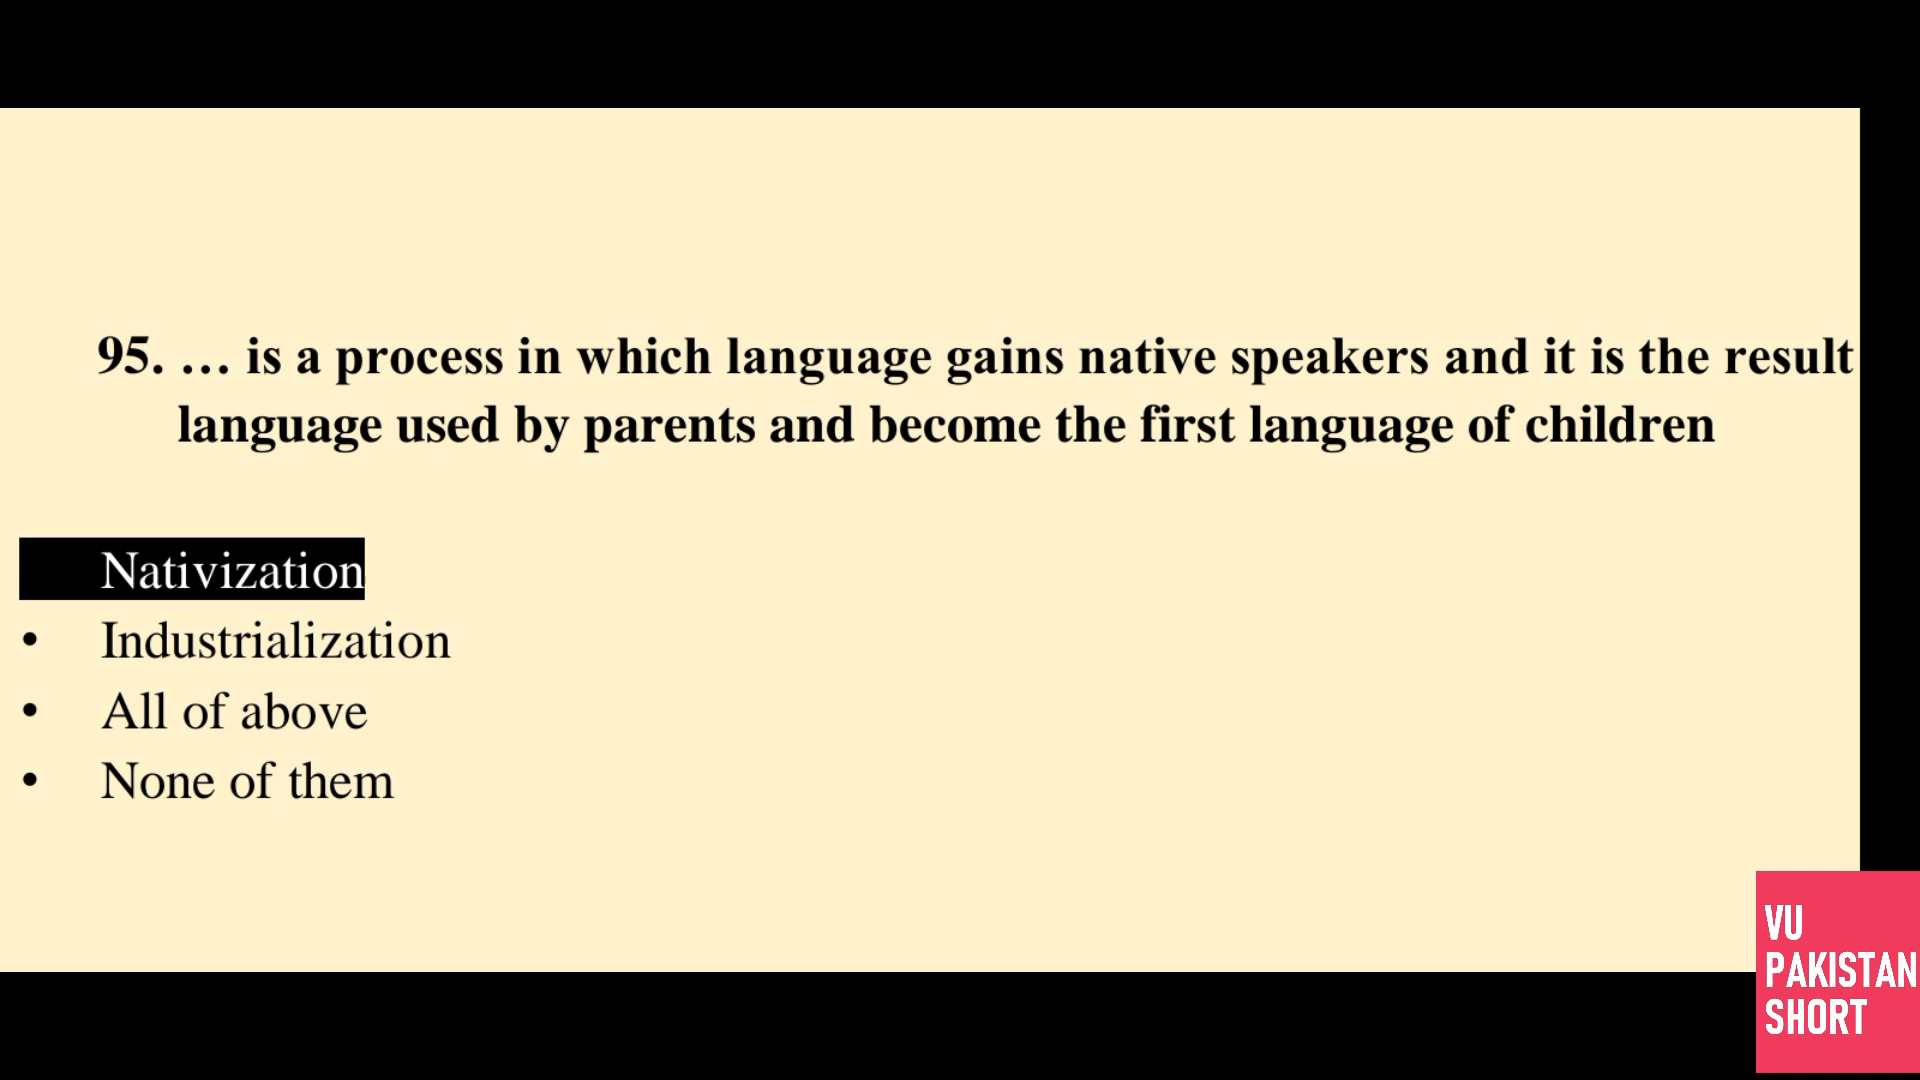 95. … is a process in which language gains native speakers and it is the result
language used by parents and become the first language of children
Nativization
• Industrialization
• All of above
• None of them
VU
PAKISTAN
SHORT